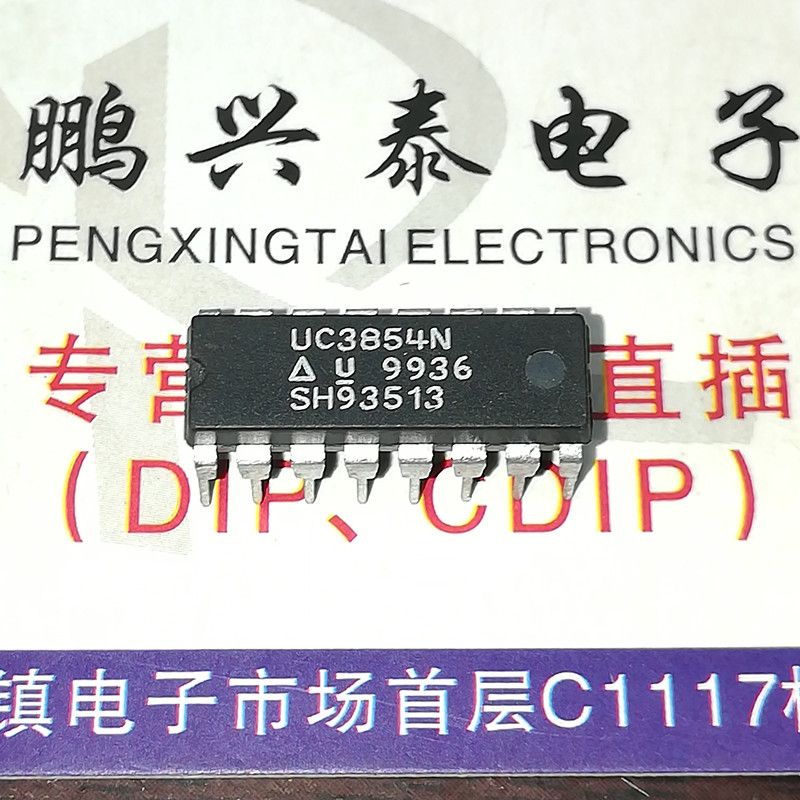 鹏兴泰电子
PENGXINGTAI ELECTRONICS
UC3854N
U 9936
SH93513
专营 直插
(DIP、CDIP)
镇电子市场首层C1117